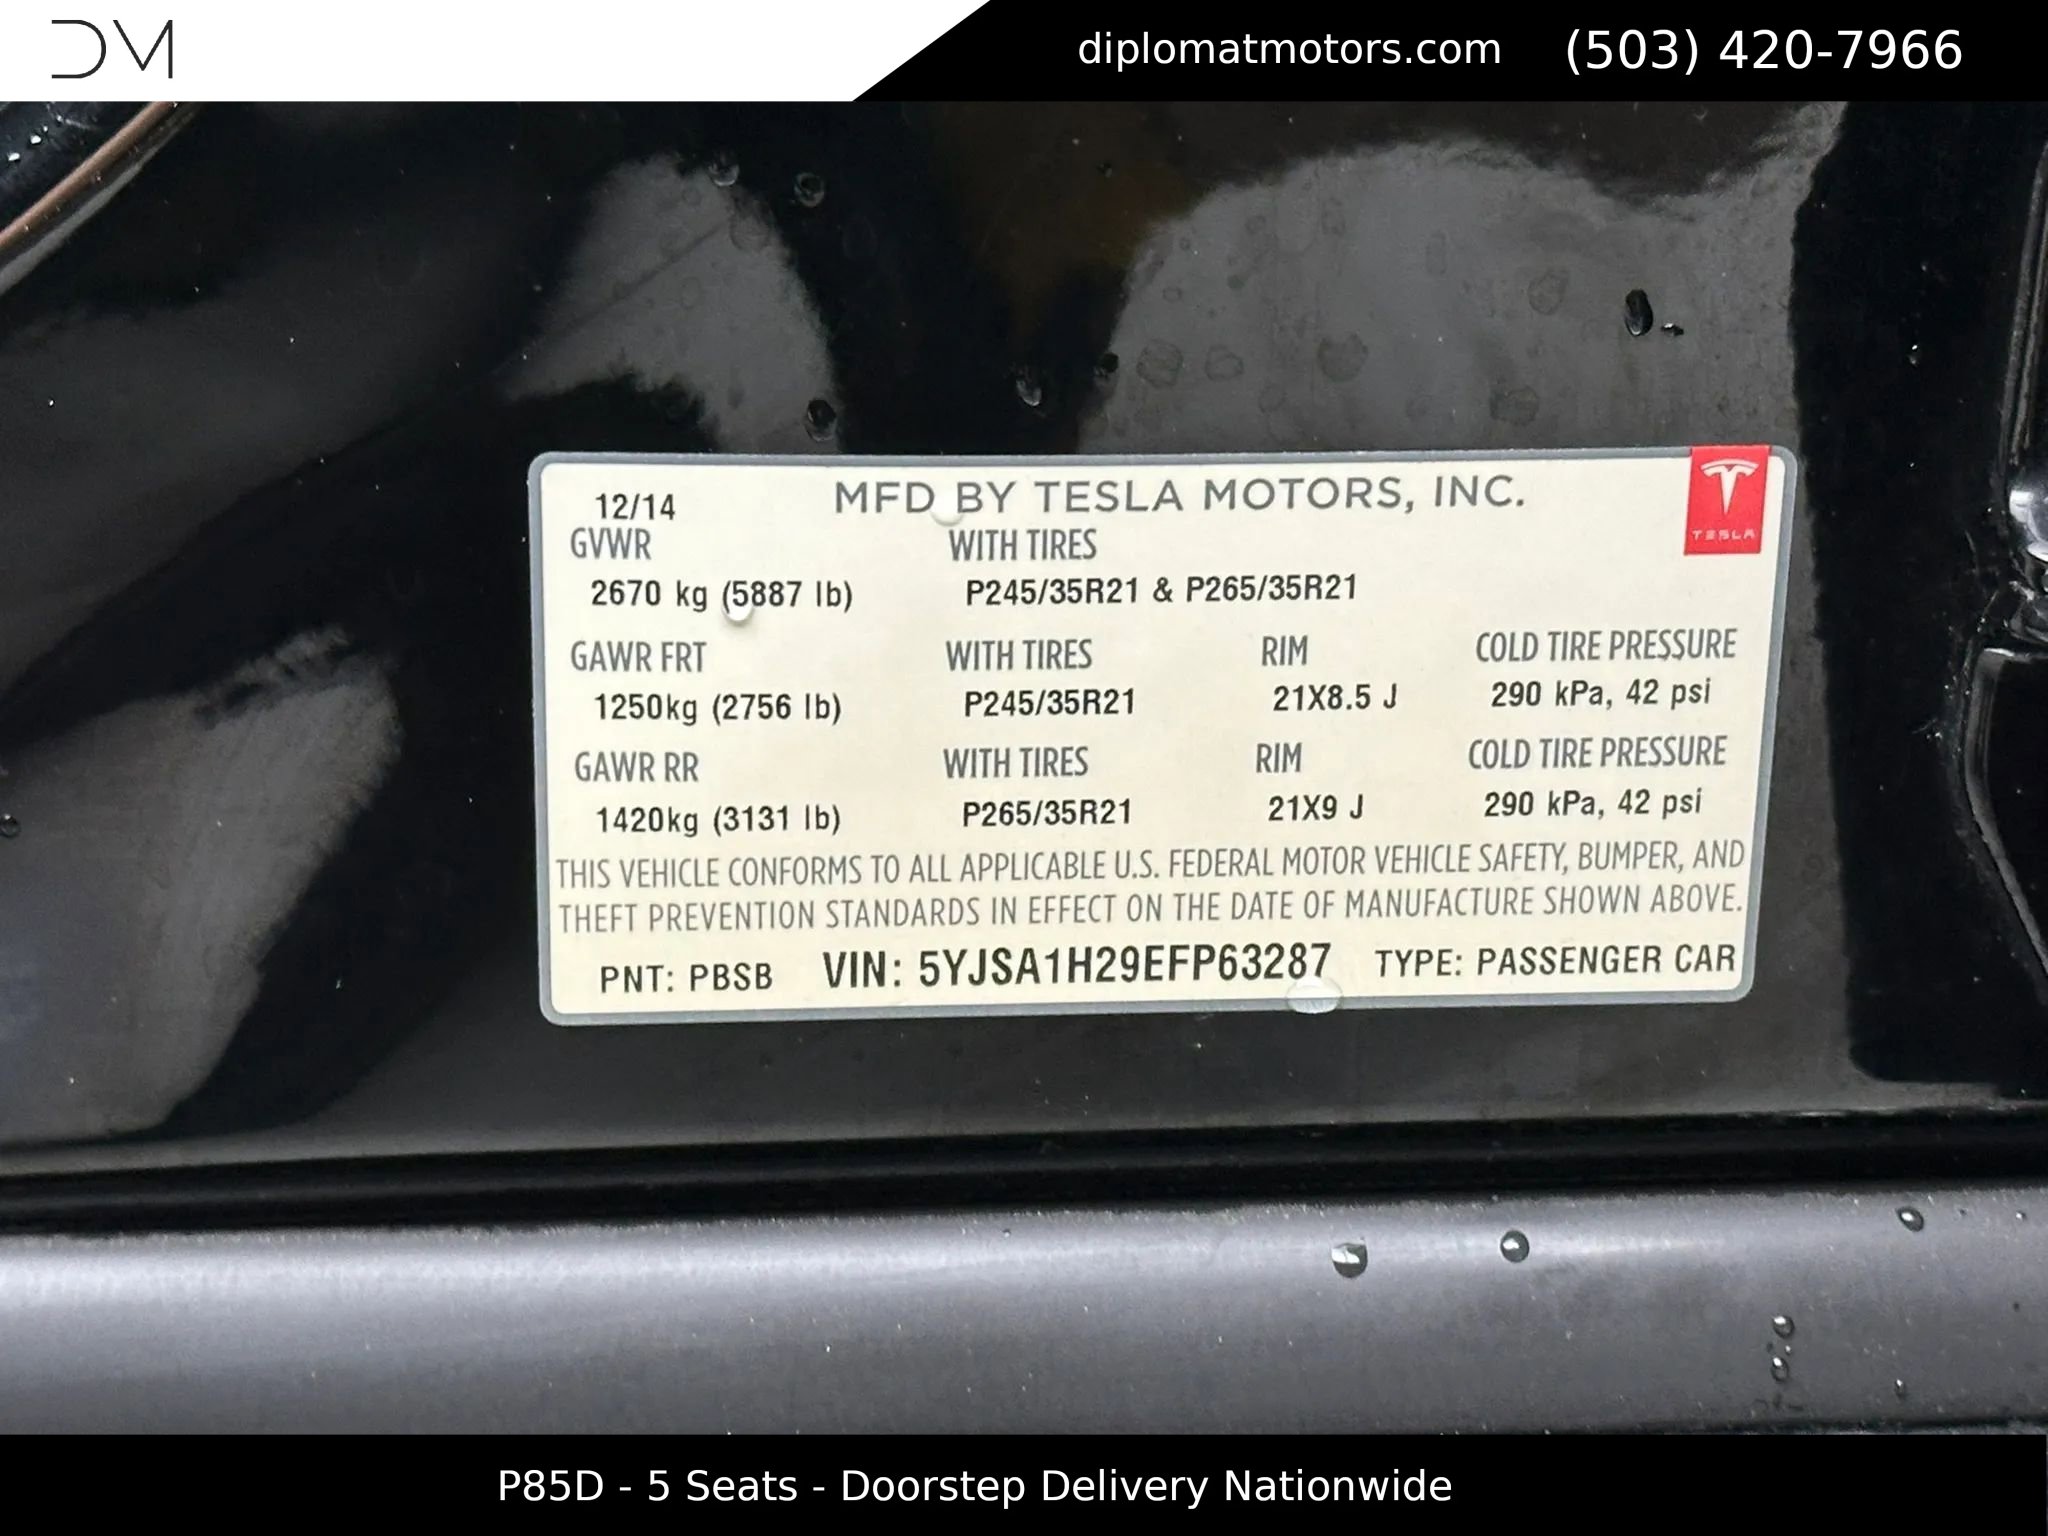 DM
diplomatmotors.com (503) 420-7966
12/14 MFD BY TESLA MOTORS, INC.
TESLA
GVWR WITH TIRES
2670 kg (5887 lb) P245/35R21 & P265/35R21
GAWR FRT WITH TIRES RIM COLD TIRE PRESSURE
1250kg (2756 lb) P245/35R21 21X8.5 J 290 kPa, 42 psi
GAWR RR WITH TIRES RIM COLD TIRE PRESSURE
1420kg (3131 lb) P265/35R21 21X9 J 290 kPa, 42 psi
THIS VEHICLE CONFORMS TO ALL APPLICABLE U.S. FEDERAL MOTOR VEHICLE SAFETY, BUMPER, AND
THEFT PREVENTION STANDARDS IN EFFECT ON THE DATE OF MANUFACTURE SHOWN ABOVE.
PNT: PBSB VIN: 5YJSA1H29EFP63287 TYPE: PASSENGER CAR
P85D - 5 Seats - Doorstep Delivery Nationwide